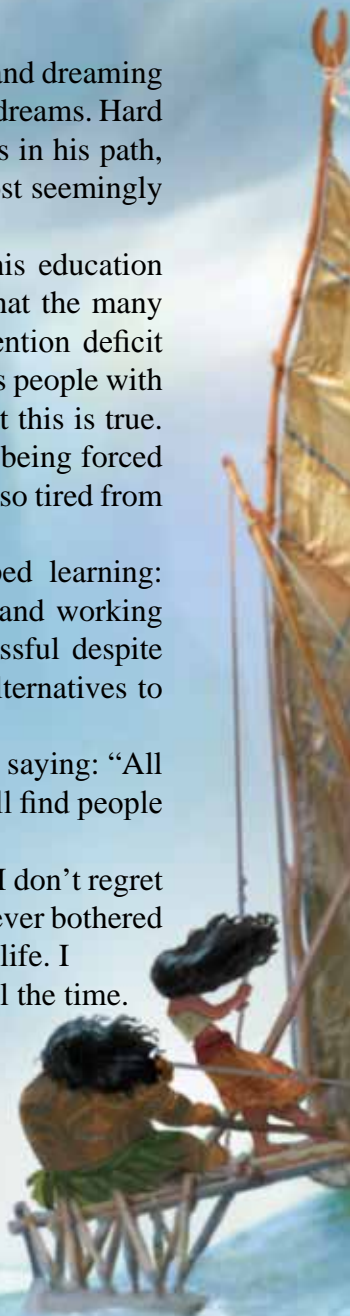 and dreaming
dreams. Hard
s in his path,
st seemingly
his education
hat the many
ention deficit
s people with
t this is true.
being forced
so tired from
ed learning:
and working
ssful despite
lternatives to
saying: “All
ll find people
I don’t regret
ever bothered
life. I
l the time.